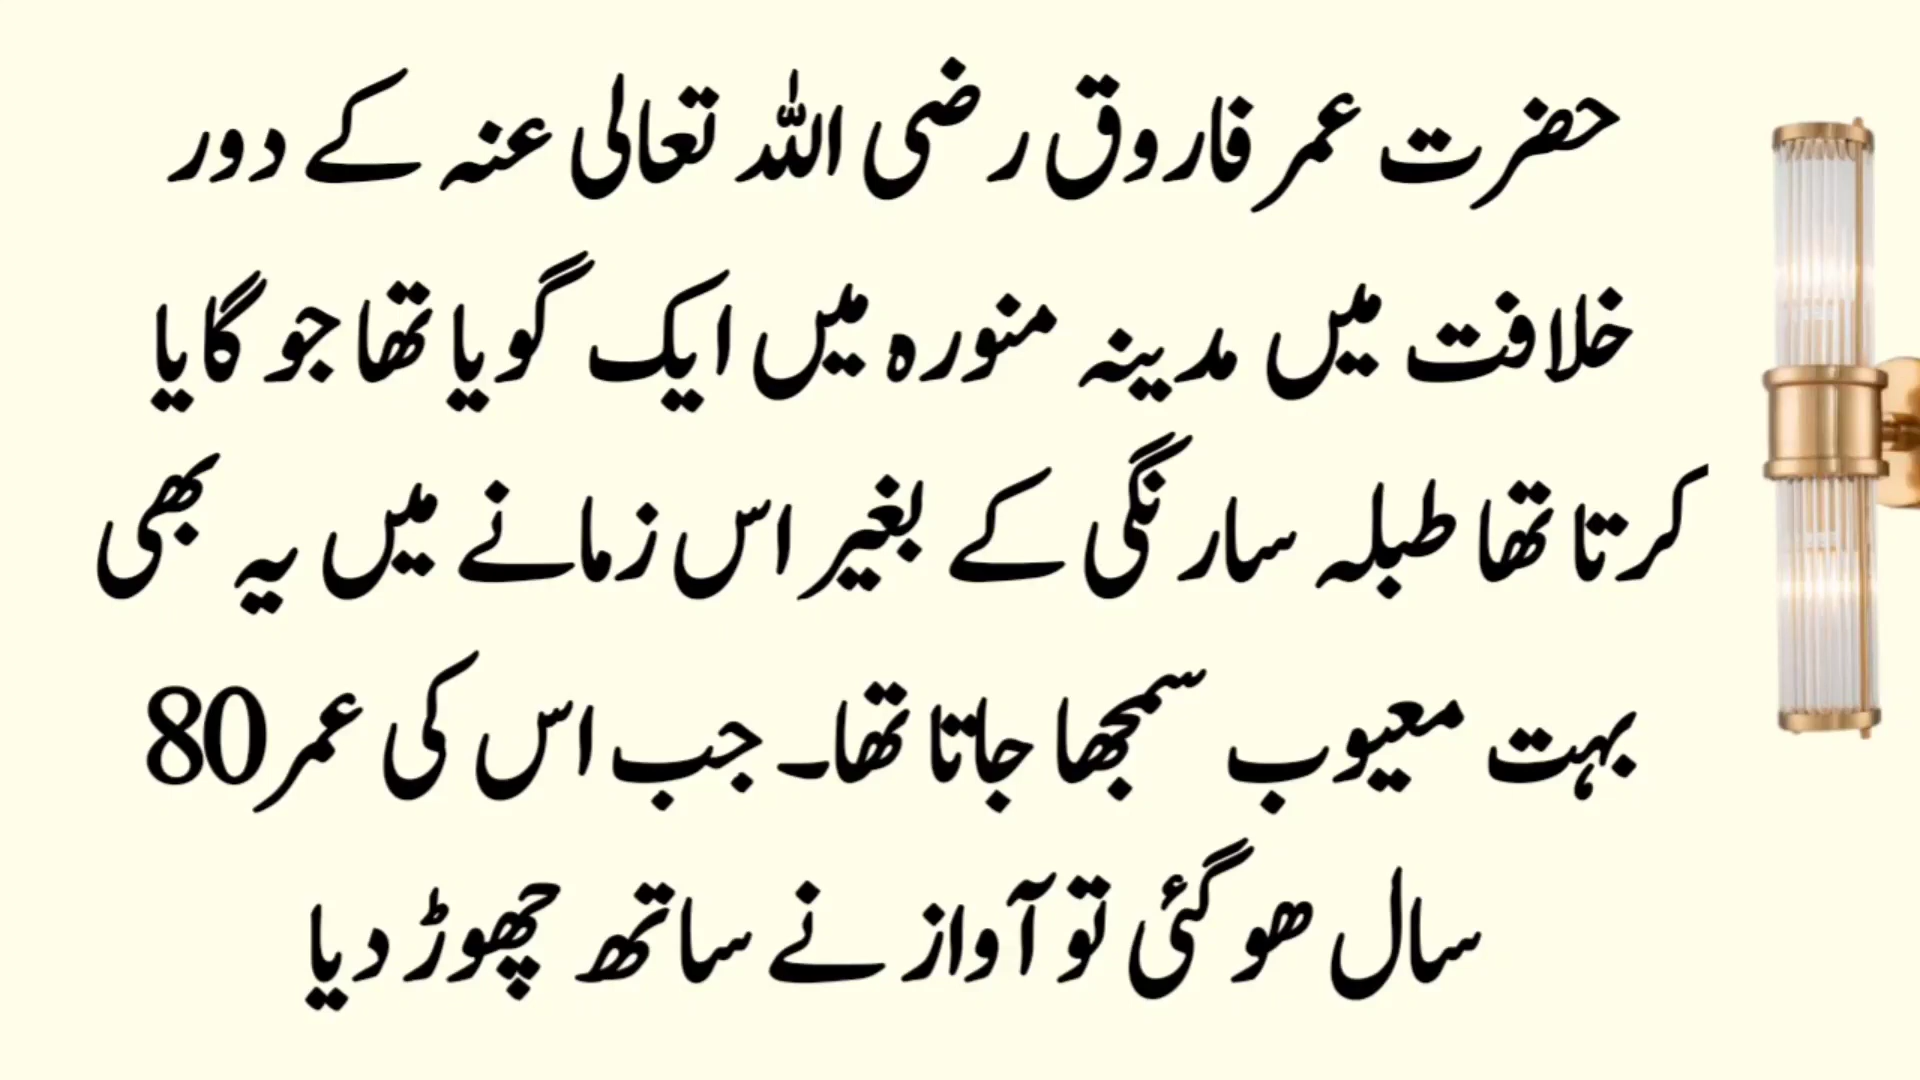 حضرت عمر فاروق رضی اللہ تعالی عنہ کے دور
خلافت میں مدینہ منورہ میں ایک گویا تھا جو گایا
کرتا تھا طبلہ سارنگی کے بغیر اس زمانے میں یہ بھی
بہت معیوب سمجھا جاتا تھا۔ جب اس کی عمر 80
سال ھو گئی تو آواز نے ساتھ چھوڑ دیا